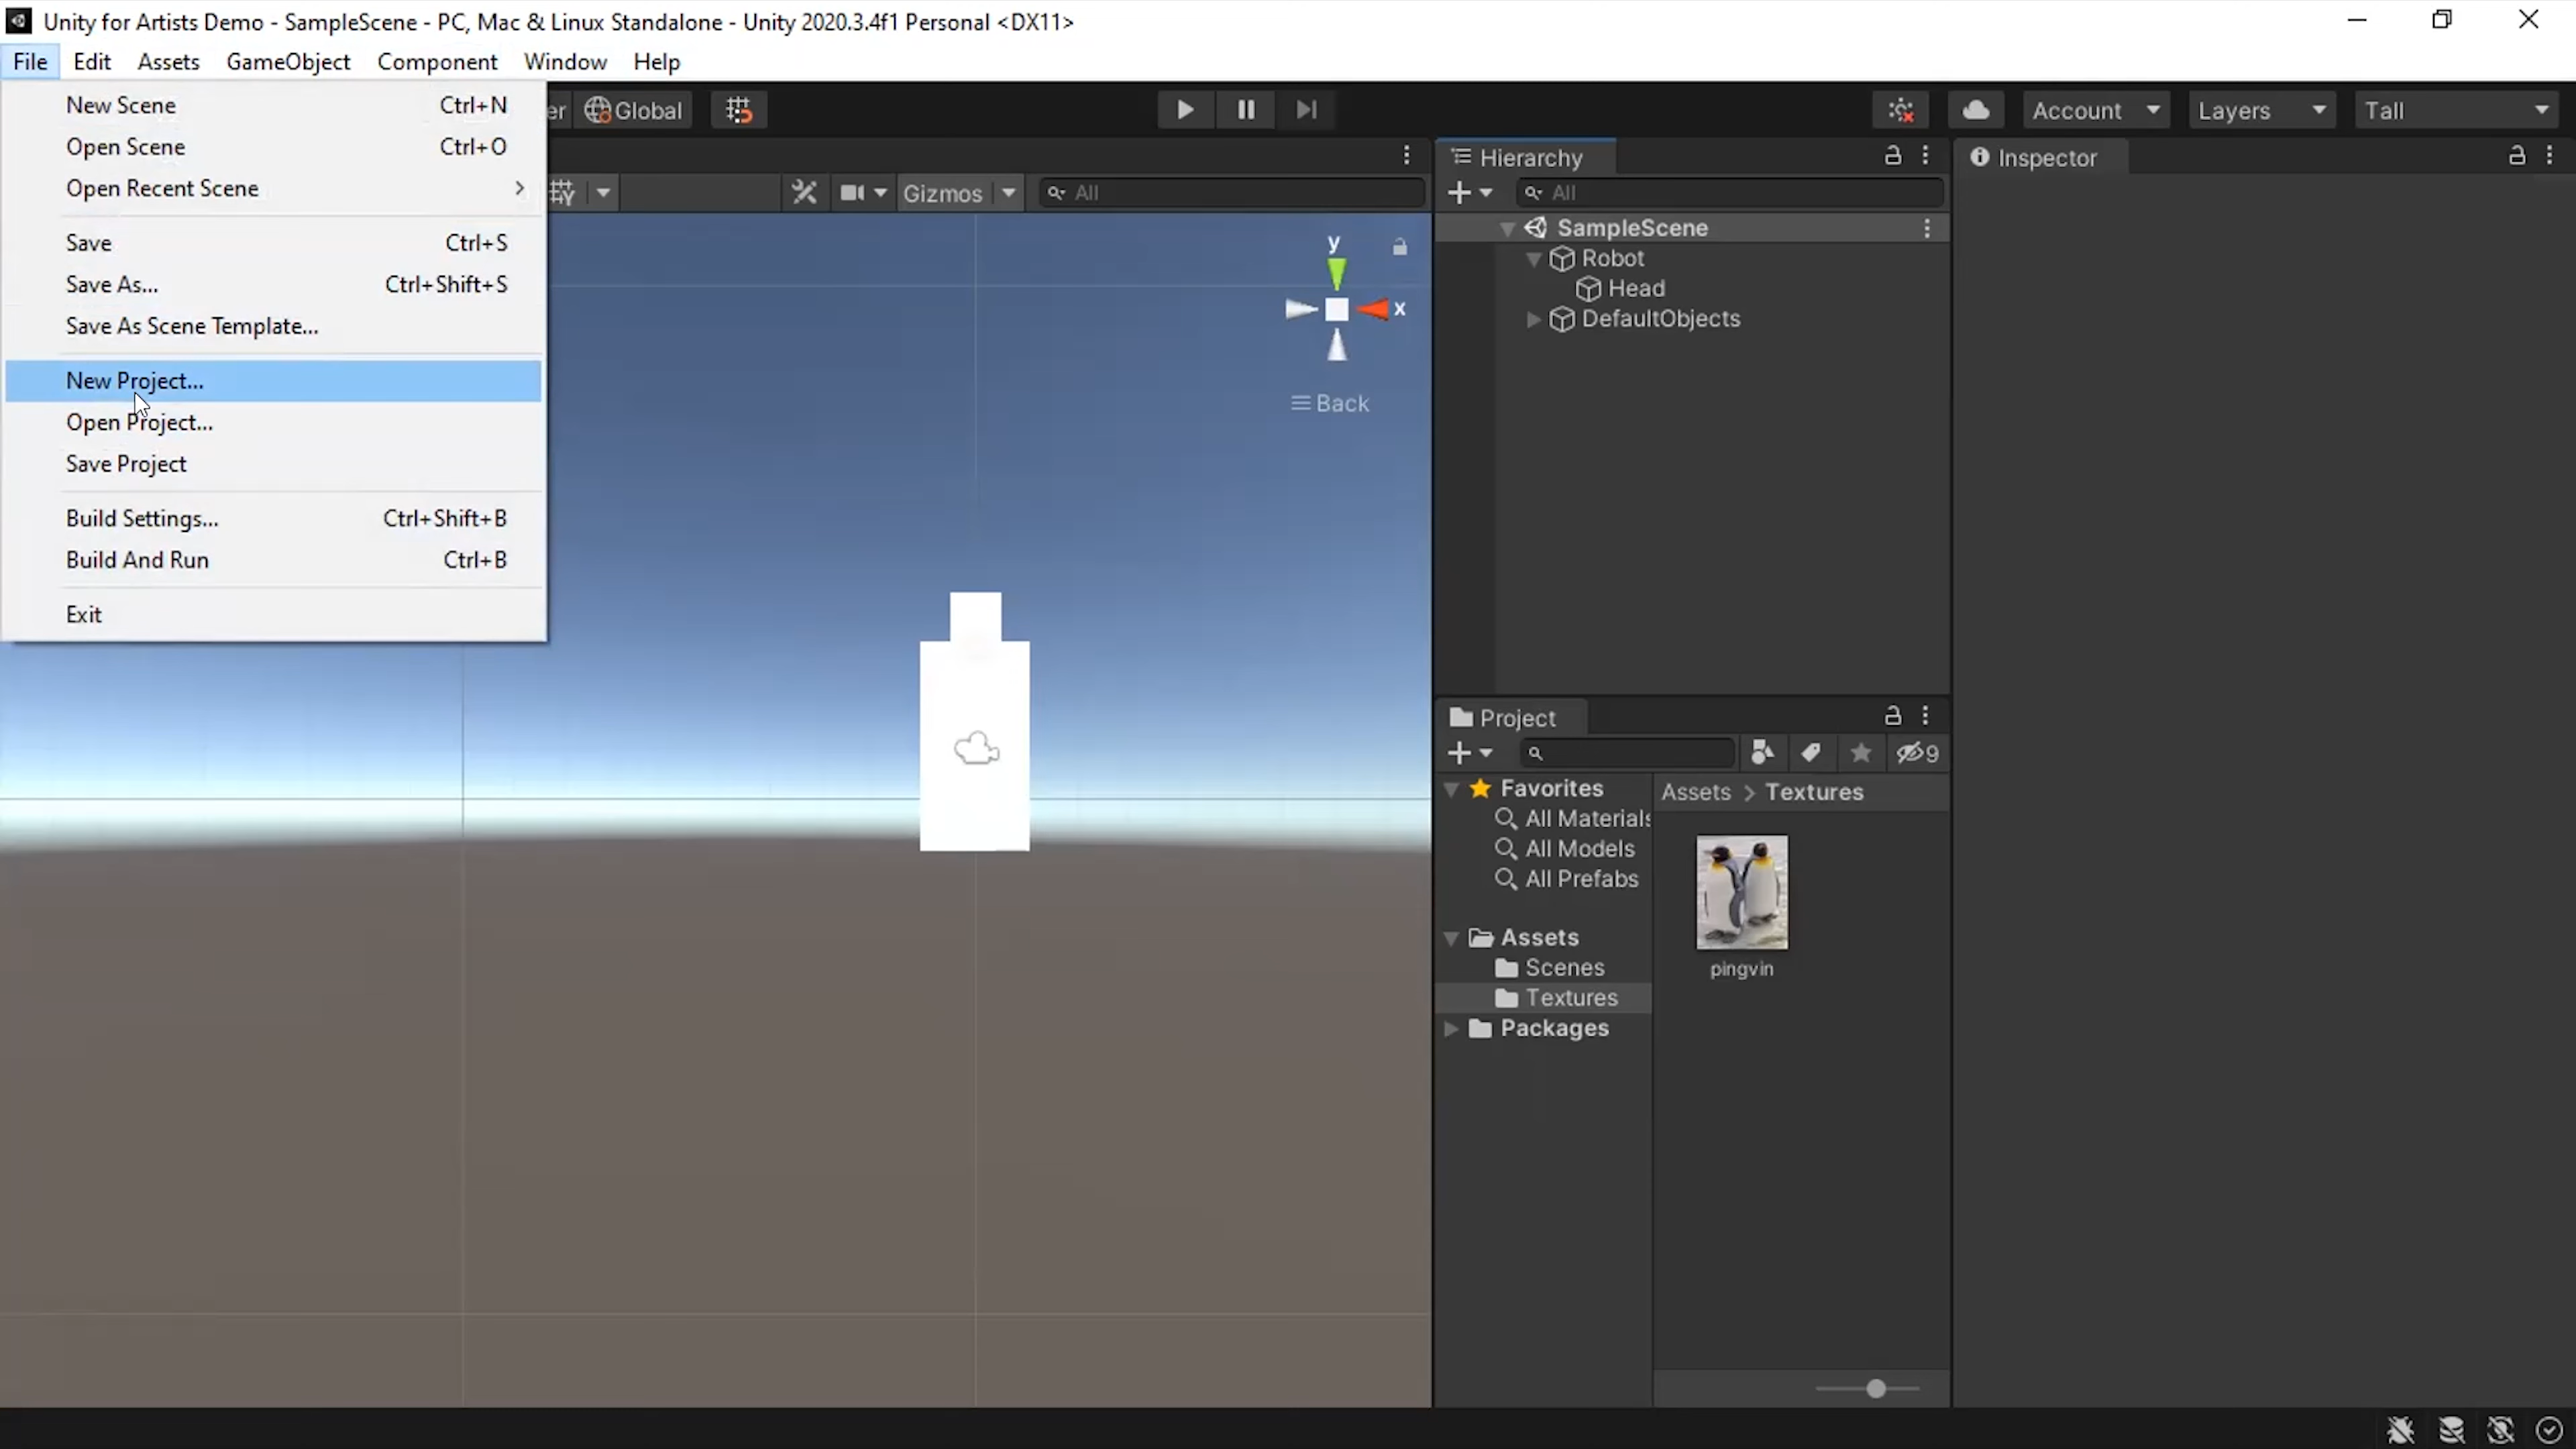 Unity for Artists Demo - SampleScene - PC, Mac & Linux Standalone - Unity 2020.3.4f1 Personal <DX11>
File Edit Assets GameObject Component Window Help
New Scene Ctrl+N
Open Scene Ctrl+O
Open Recent Scene
Save Ctrl+S
Save As... Ctrl+Shift+S
Save As Scene Template...
New Project...
Open Project...
Save Project
Build Settings... Ctrl+Shift+B
Build And Run Ctrl+B
Exit
er Global
Account Layers Tall
Gizmos All
y
x
Back
Hierarchy
All
SampleScene
Robot
Head
DefaultObjects
Inspector
Project
9
Favorites
All Materials
All Models
All Prefabs
Assets
Scenes
Textures
Packages
Assets > Textures
pingvin